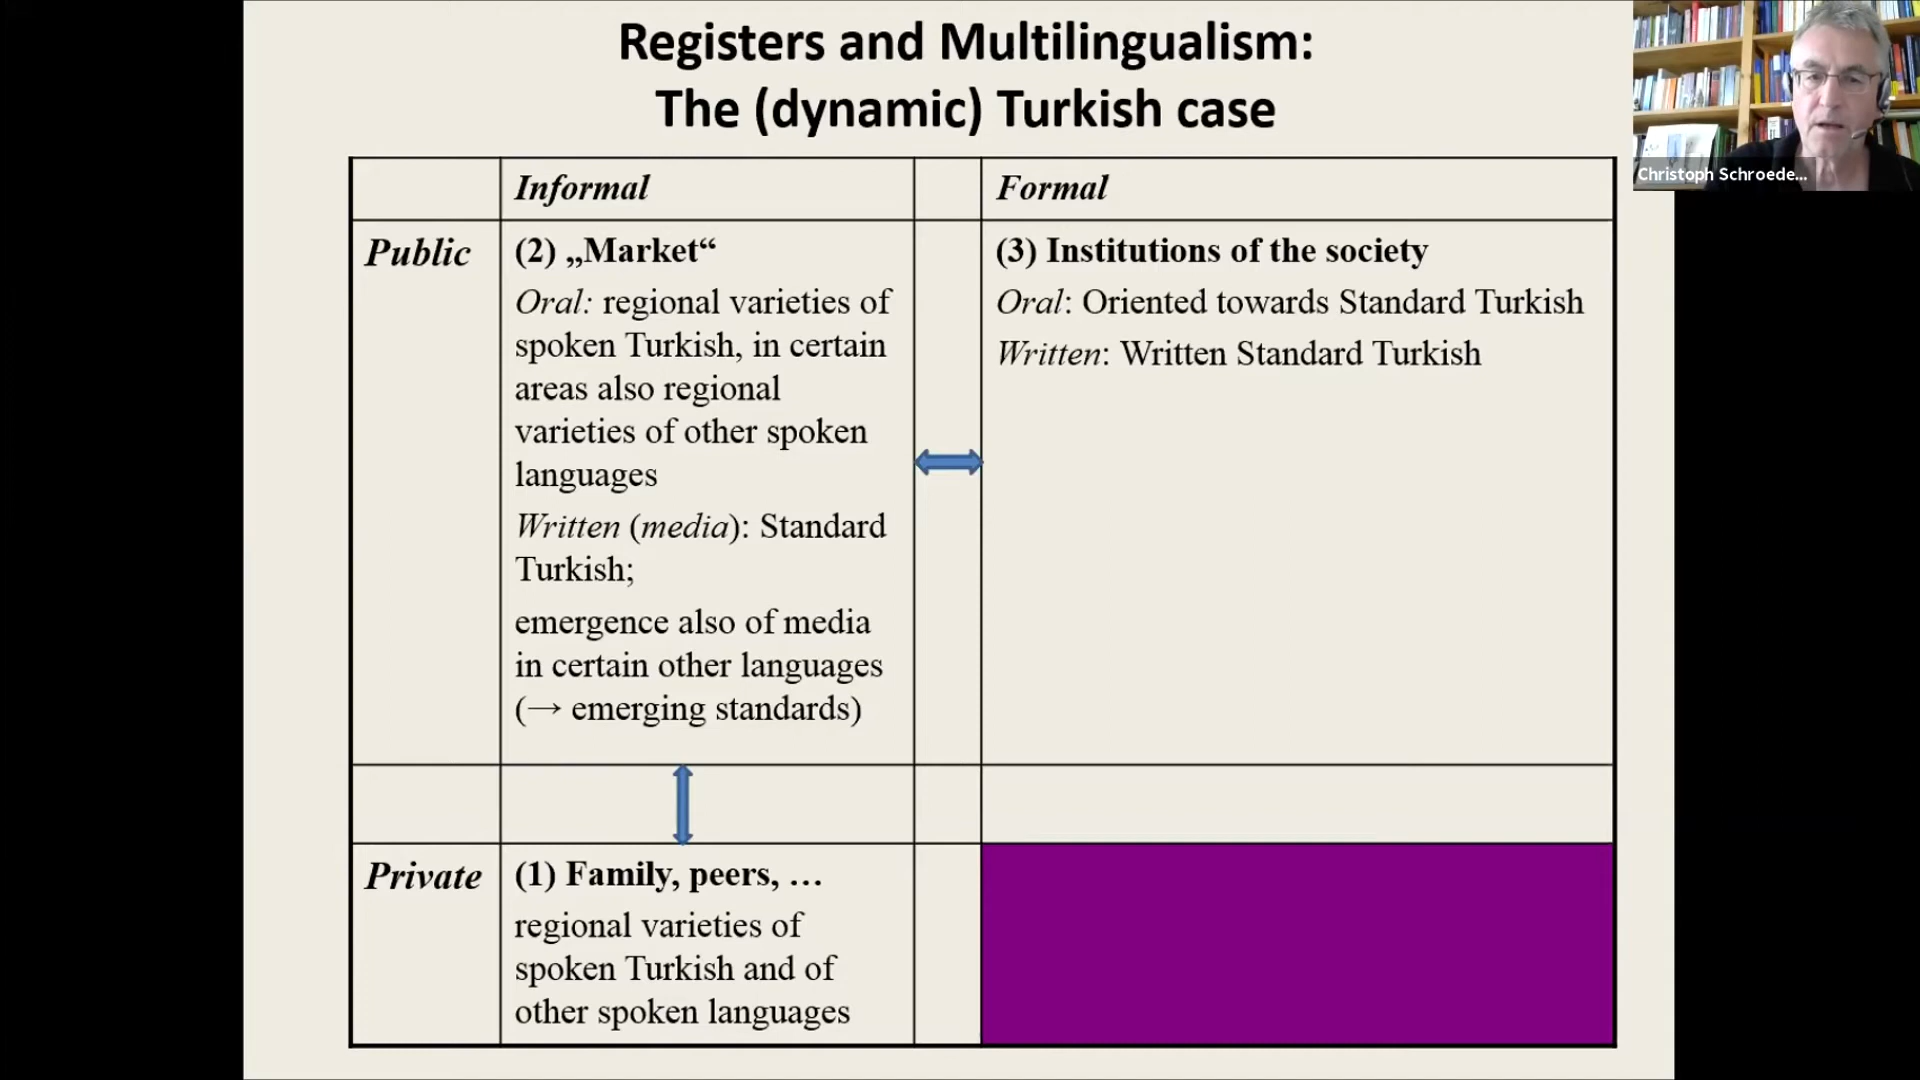 Registers and Multilingualism:
The (dynamic) Turkish case
Christoph Schroede...
Informal
Formal
Public
(2) „Market“
Oral: regional varieties of
spoken Turkish, in certain
areas also regional
varieties of other spoken
languages
Written (media): Standard
Turkish;
emergence also of media
in certain other languages
(→ emerging standards)
(3) Institutions of the society
Oral: Oriented towards Standard Turkish
Written: Written Standard Turkish
Private
(1) Family, peers, …
regional varieties of
spoken Turkish and of
other spoken languages